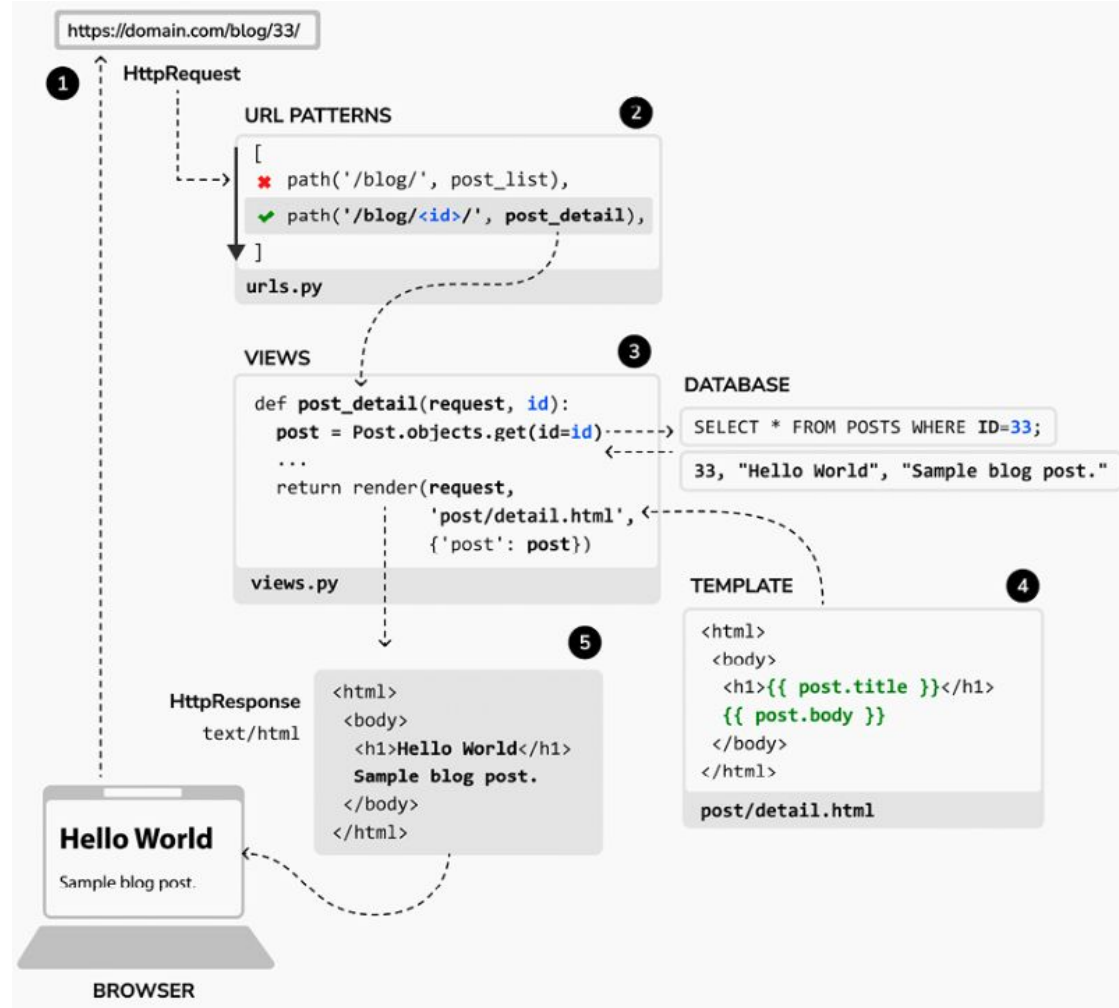 https://domain.com/blog/33/
1
HttpRequest
URL PATTERNS
2
[
path('/blog/', post_list),
path('/blog/<id>/', post_detail),
]
urls.py
VIEWS
3
def post_detail(request, id):
post = Post.objects.get(id=id)
...
return render(request,
'post/detail.html',
{'post': post})
views.py
DATABASE
SELECT * FROM POSTS WHERE ID=33;
33, "Hello World", "Sample blog post."
TEMPLATE
4
<html>
<body>
<h1>{{ post.title }}</h1>
{{ post.body }}
</body>
</html>
post/detail.html
5
HttpResponse
text/html
<html>
<body>
<h1>Hello World</h1>
Sample blog post.
</body>
</html>
Hello World
Sample blog post.
BROWSER